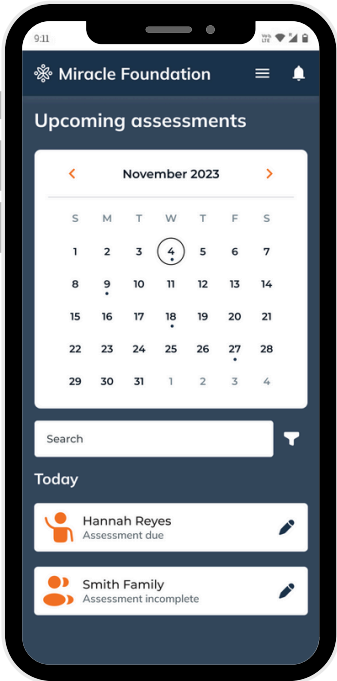 9:11
Miracle Foundation
Upcoming assessments
November 2023
S M T W T F S
1 2 3 4 5 6 7
8 9 10 11 12 13 14
15 16 17 18 19 20 21
22 23 24 25 26 27 28
29 30 31 1 2 3 4
Search
Today
Hannah Reyes
Assessment due
Smith Family
Assessment incomplete